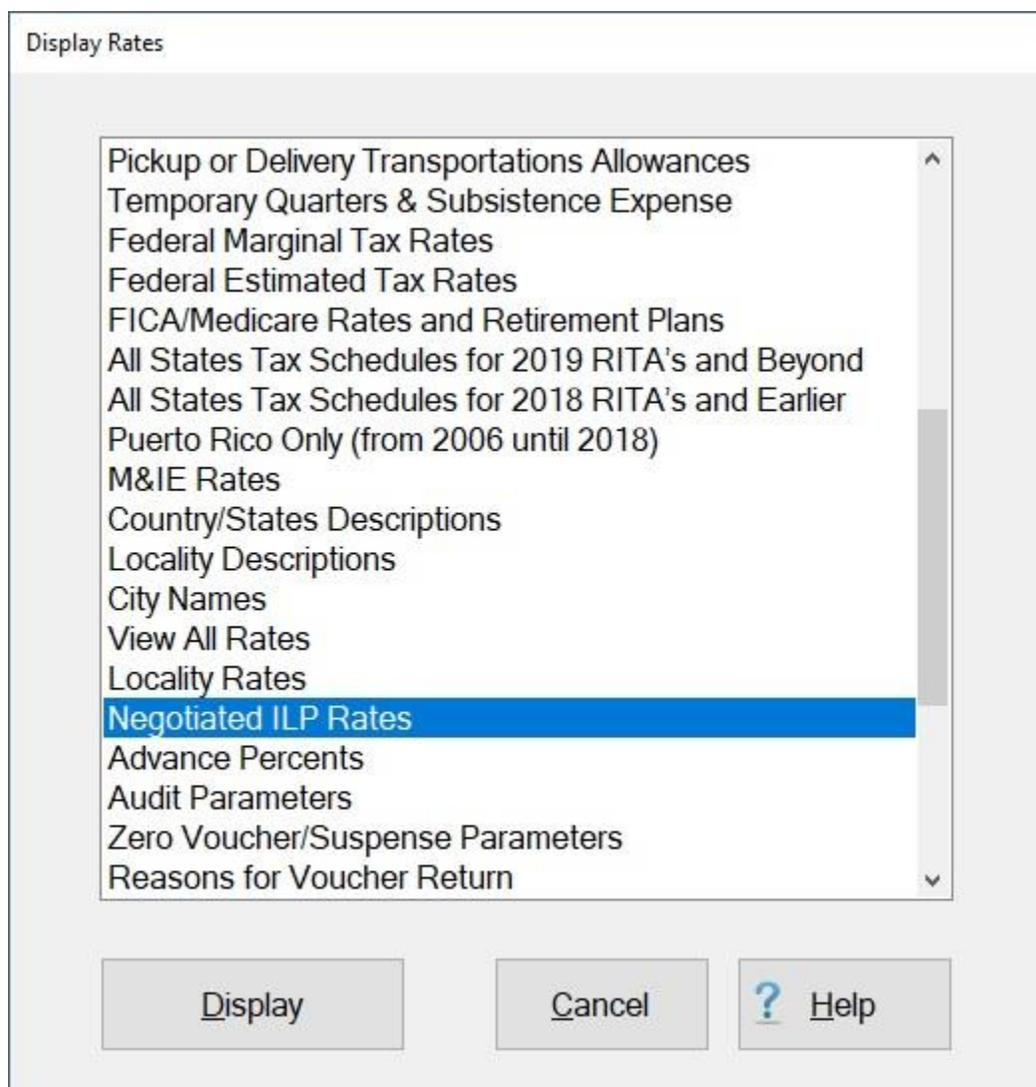 Display Rates
Pickup or Delivery Transportations Allowances
Temporary Quarters & Subsistence Expense
Federal Marginal Tax Rates
Federal Estimated Tax Rates
FICA/Medicare Rates and Retirement Plans
All States Tax Schedules for 2019 RITA's and Beyond
All States Tax Schedules for 2018 RITA's and Earlier
Puerto Rico Only (from 2006 until 2018)
M&IE Rates
Country/States Descriptions
Locality Descriptions
City Names
View All Rates
Locality Rates
Negotiated ILP Rates
Advance Percents
Audit Parameters
Zero Voucher/Suspense Parameters
Reasons for Voucher Return
Display Cancel ? Help